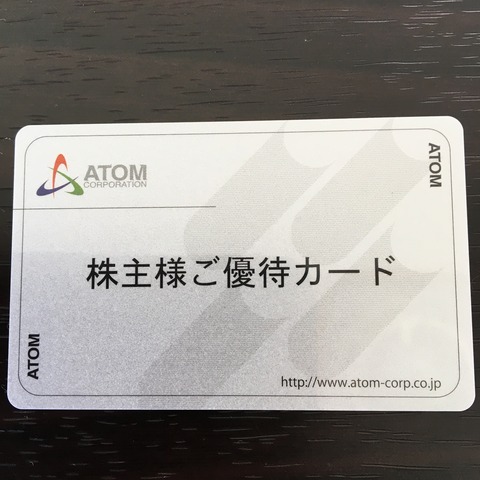 ATOM
CORPORATION
ATOM
株主様ご優待カード
ATOM
http://www.atom-corp.co.jp